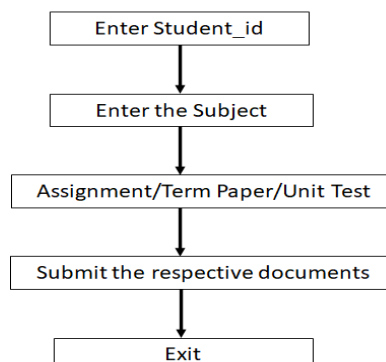 Enter Student_id
Enter the Subject
Assignment/Term Paper/Unit Test
Submit the respective documents
Exit